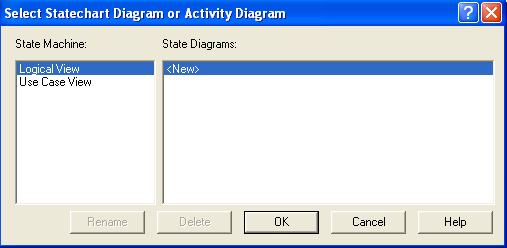 Select Statechart Diagram or Activity Diagram
State Machine:
State Diagrams:
Logical View
<New>
Use Case View
Rename
Delete
OK
Cancel
Help